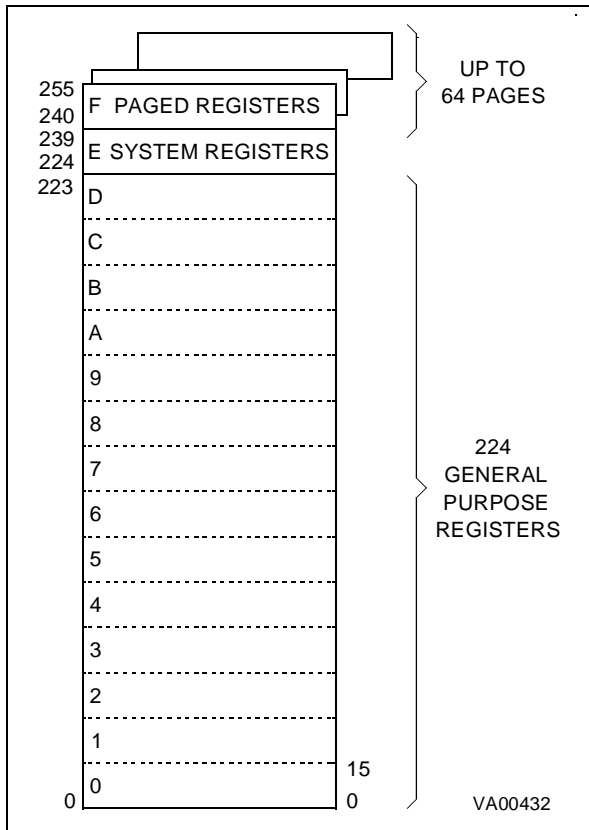 UP TO
64 PAGES
255
F PAGED REGISTERS
240
239
E SYSTEM REGISTERS
224
223
D
C
B
A
9
8
7
6
5
4
3
2
1
0
224
GENERAL
PURPOSE
REGISTERS
15
0
0
VA00432